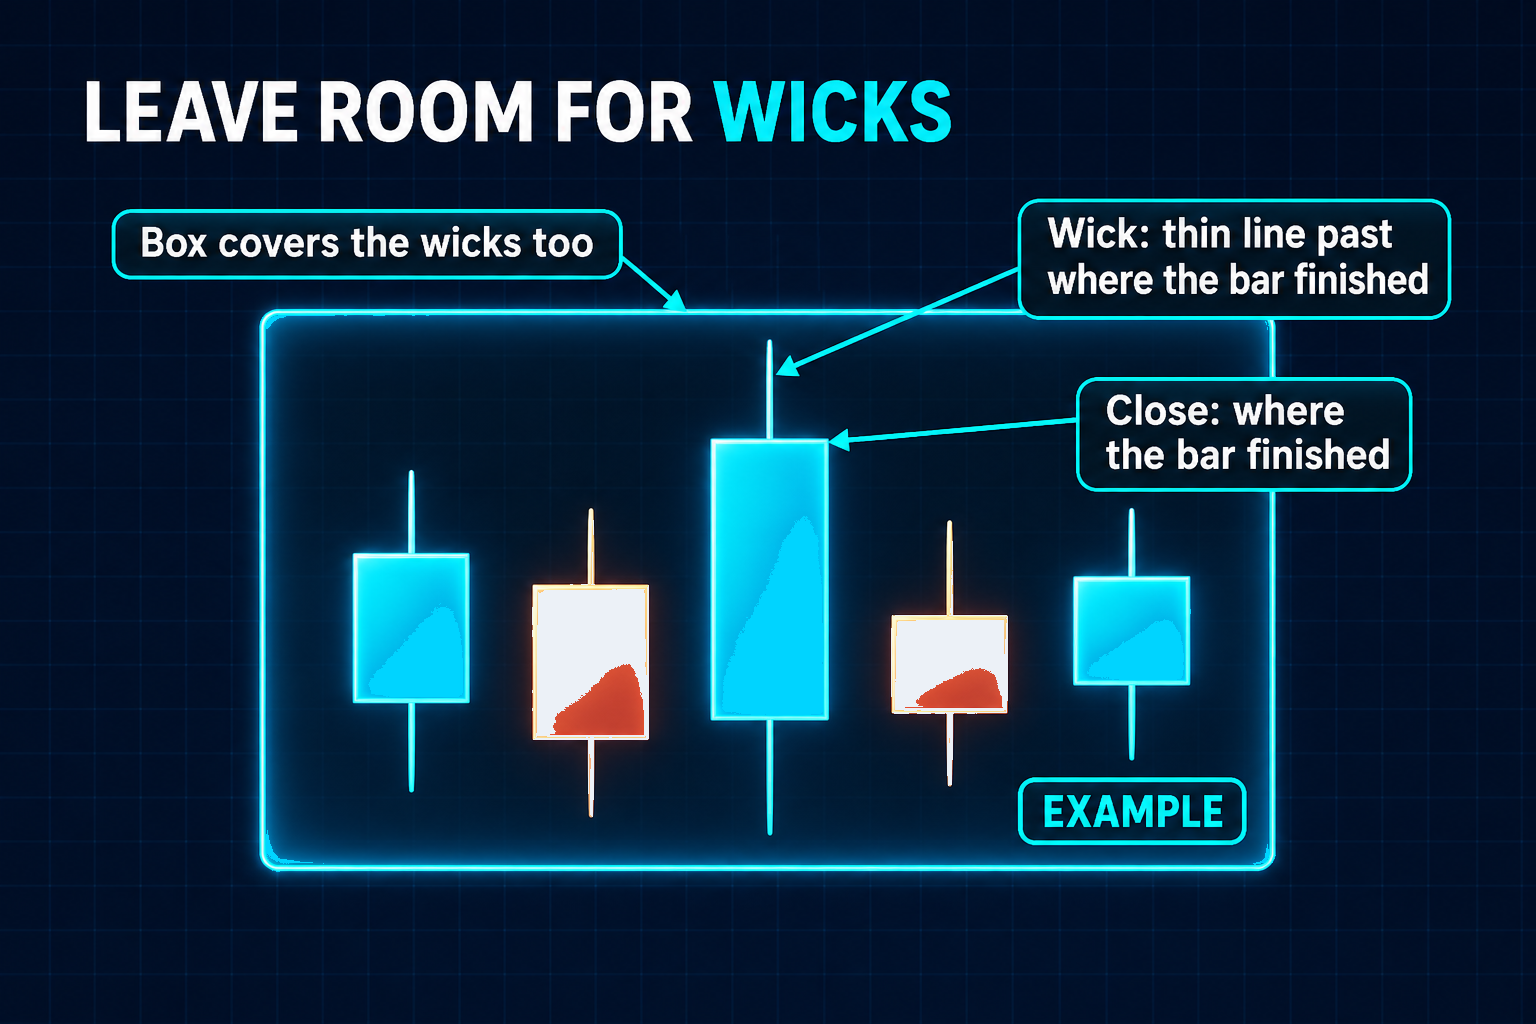 LEAVE ROOM FOR WICKS
Box covers the wicks too
Wick: thin line past
where the bar finished
Close: where
the bar finished
EXAMPLE